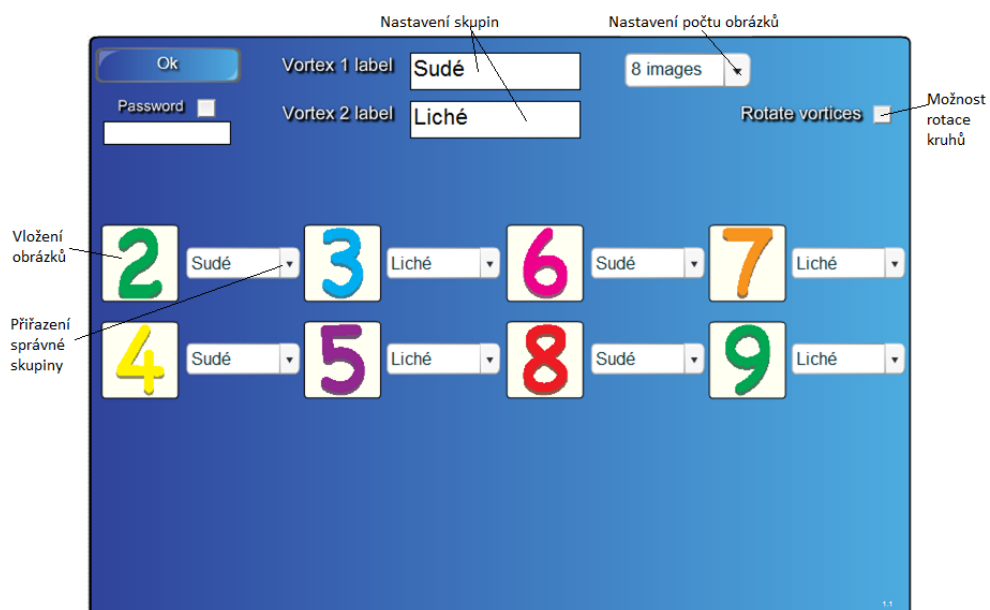 Nastavení skupin
Nastavení počtu obrázků
Ok
Vortex 1 label
Sudé
8 images
Password
Vortex 2 label
Liché
Rotate vortices
Možnost
rotace
kruhů
Vložení
obrázků
2
Sudé
3
Liché
6
Sudé
7
Liché
Přiřazení
správné
skupiny
4
Sudé
5
Liché
8
Sudé
9
Liché
1.1